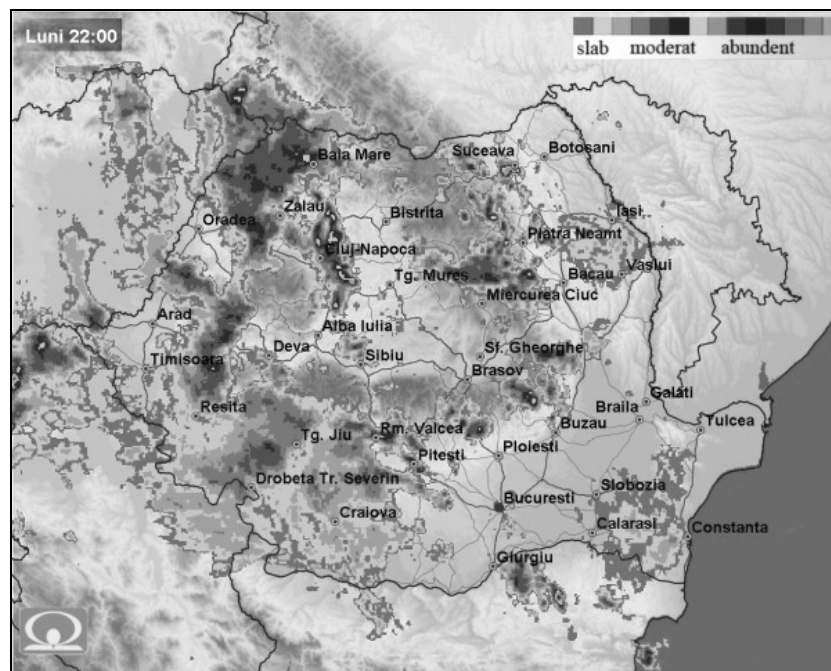 Luni 22:00
slab moderat abundent
Baia Mare
Suceava
Botosani
Zalau
Bistrita
Iasi
Oradea
Piatra Neamt
Cluj-Napoca
Tg. Mures
Bacau
Vaslui
Miercurea Ciuc
Arad
Alba Iulia
Timisoara
Deva
Sibiu
Sf. Gheorghe
Brasov
Resita
Galati
Braila
Tulcea
Tg. Jiu
Rm. Valcea
Buzau
Pitesti
Ploiesti
Drobeta Tr. Severin
Slobozia
Bucuresti
Craiova
Calarasi
Constanta
Giurgiu